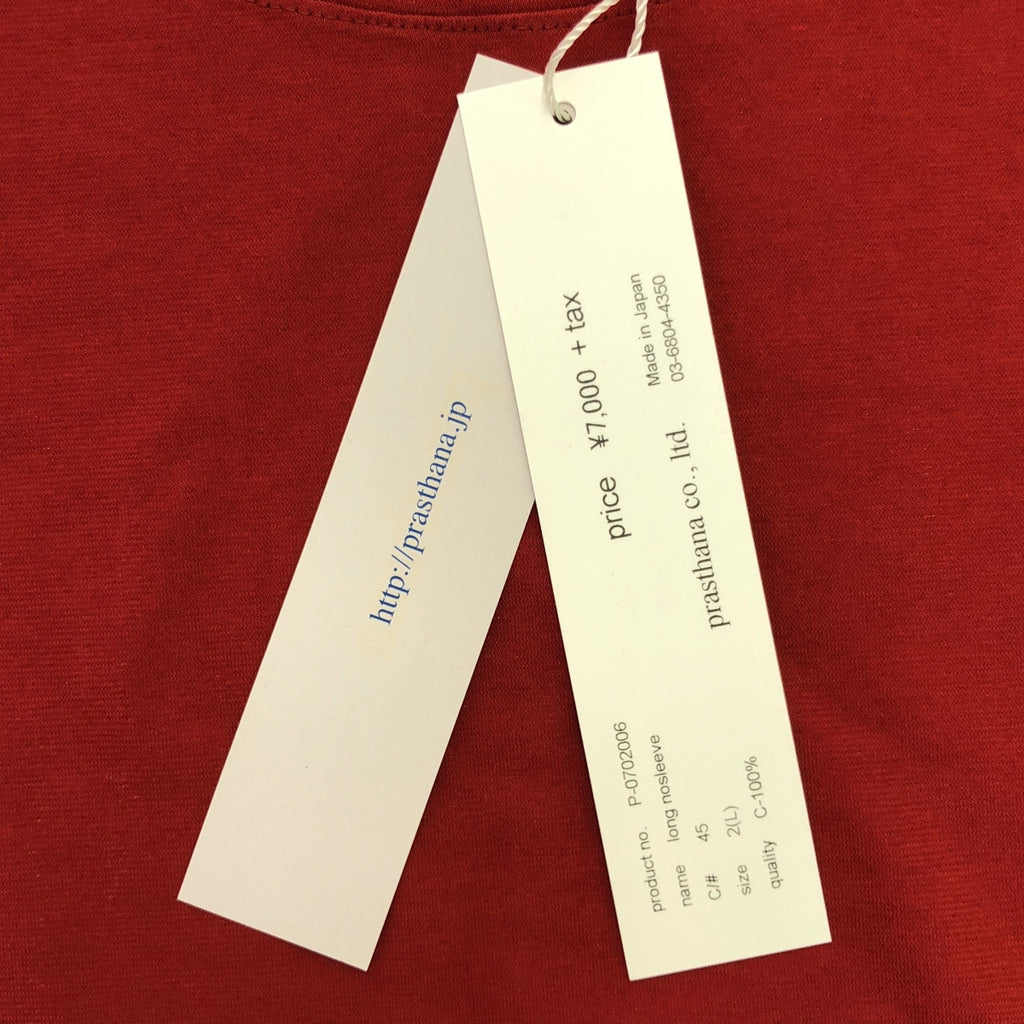 http://prasthana.jp
product no. P-0702006
name long nosleeve
C/# 45
size 2(L)
quality C-100%
price ¥7,000 + tax
prasthana co., ltd.
Made in Japan
03-6804-4350